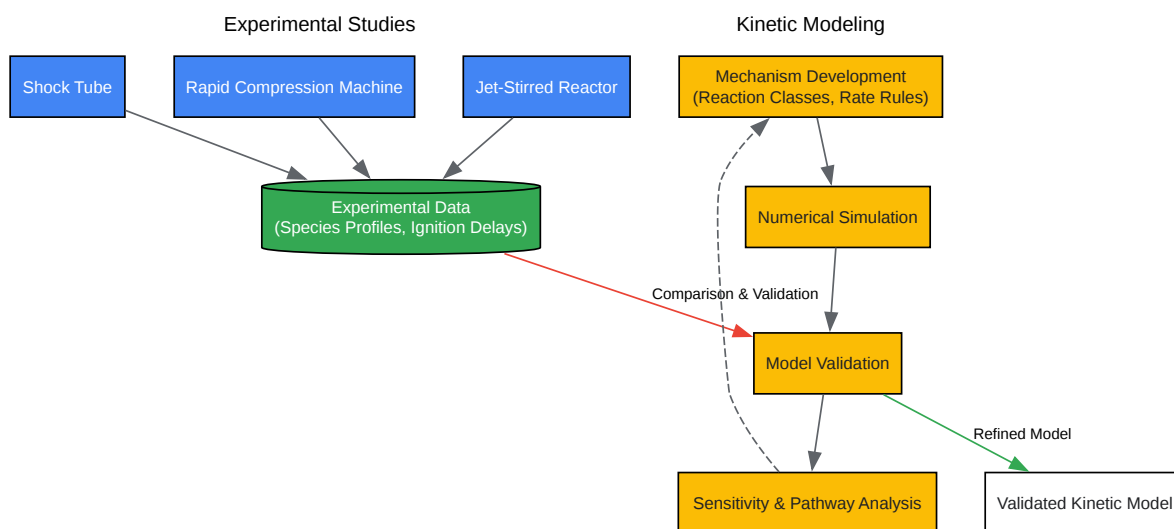 Experimental Studies
Kinetic Modeling
Shock Tube
Rapid Compression Machine
Jet-Stirred Reactor
Mechanism Development
(Reaction Classes, Rate Rules)
Experimental Data
(Species Profiles, Ignition Delays)
Numerical Simulation
Comparison & Validation
Model Validation
Refined Model
Sensitivity & Pathway Analysis
Validated Kinetic Model